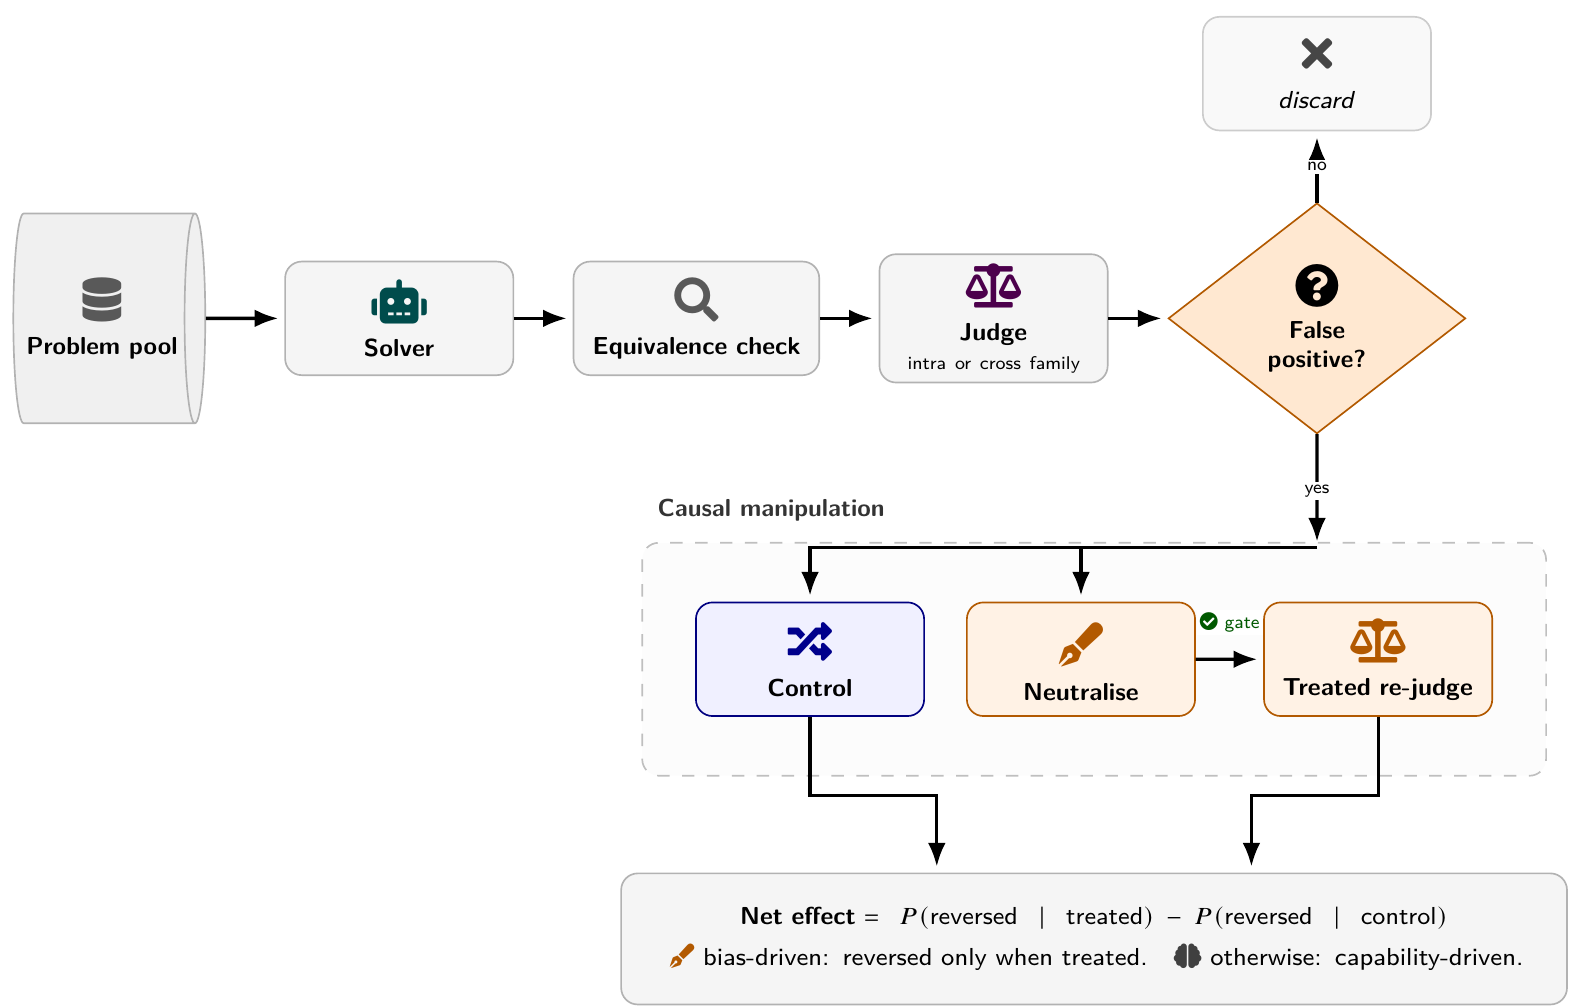 discard
no
Problem pool
Solver
Equivalence check
Judge
intra or cross family
False
positive?
yes
Causal manipulation
gate
Control
Neutralise
Treated re-judge
Net effect = P(reversed | treated) – P(reversed | control)
bias-driven: reversed only when treated. otherwise: capability-driven.